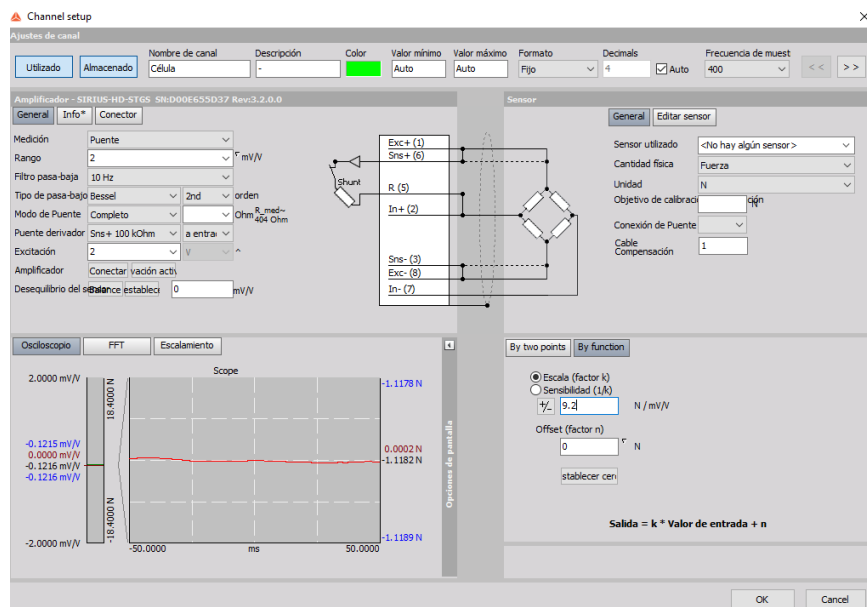 Channel setup
Ajustes de canal
Utilizado Almacenado
Nombre de canal Descripción Color Valor mínimo Valor máximo Formato Decimals Frecuencia de muest
Célula - Auto Auto Fijo 4 Auto 400 << >>
Amplificador - SIRIUS-HD-STGS SN:D00E655D37 Rev:3.2.0.0
General Info* Conector
Medición Puente
Rango 2 mV/V
Filtro pasa-baja 10 Hz
Tipo de pasa-bajo Bessel 2nd orden
Modo de Puente Completo Ohm R_med~ 404 Ohm
Puente derivador Sns+ 100 kOhm a entrac
Excitación 2 V ^
Amplificador Conectar vación activ
Desequilibrio del sensor Balance establecer 0 mV/V
Shunt
Exc+ (1)
Sns+ (6)
R (5)
In+ (2)
Sns- (3)
Exc- (8)
In- (7)
Sensor
General Editar sensor
Sensor utilizado <No hay algún sensor>
Cantidad física Fuerza
Unidad N
Objetivo de calibraci ción N
Conexión de Puente
Cable Compensación 1
Osciloscopio FFT Escalamiento
Scope
2.0000 mV/V
-0.1215 mV/V
0.0000 mV/V
-0.1216 mV/V
-0.1216 mV/V
-2.0000 mV/V
18.4000 N
-18.4000 N
-1.1178 N
0.0002 N
-1.1182 N
-1.1189 N
-50.0000 ms 50.0000
Opciones de pantalla
By two points By function
Escala (factor k)
Sensibilidad (1/k)
+/- 9.2 N / mV/V
Offset (factor n)
0 N
stablecer cero
Salida = k * Valor de entrada + n
OK Cancel